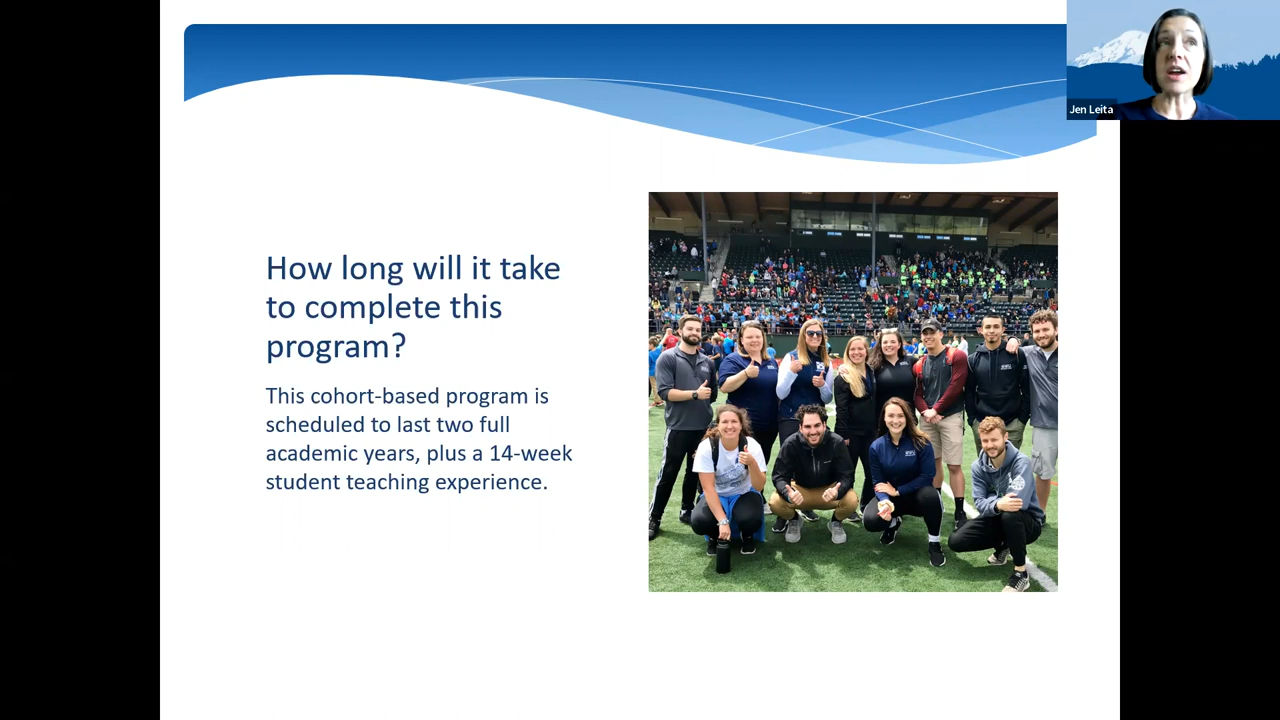 Jen Leita
How long will it take
to complete this
program?
This cohort-based program is
scheduled to last two full
academic years, plus a 14-week
student teaching experience.